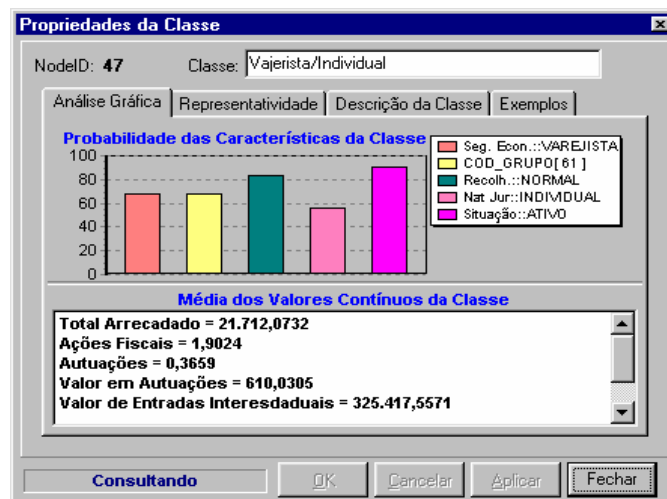 Propriedades da Classe
NodeID: 47 Classe: Vajerista/Individual
Análise Gráfica Representatividade Descrição da Classe Exemplos
Probabilidade das Características da Classe
100
80
60
40
20
0
Seg. Econ.::VAREJISTA
COD_GRUPO[ 61 ]
Recolh.::NORMAL
Nat Jur::INDIVIDUAL
Situação::ATIVO
Média dos Valores Contínuos da Classe
Total Arrecadado = 21.712,0732
Ações Fiscais = 1,9024
Autuações = 0,3659
Valor em Autuações = 610,0305
Valor de Entradas Interesdaduais = 325.417,5571
Consultando OK Cancelar Aplicar Fechar